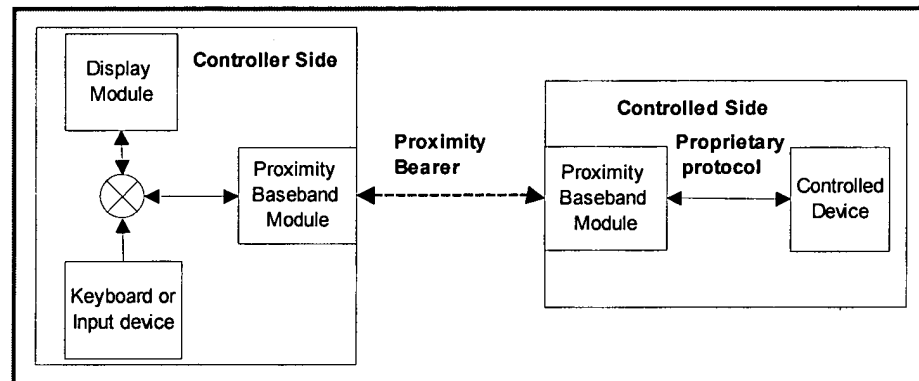 Display
Module
Controller Side
Proximity
Baseband
Module
Keyboard or
Input device
Proximity
Bearer
Controlled Side
Proximity
Baseband
Module
Proprietary
protocol
Controlled
Device